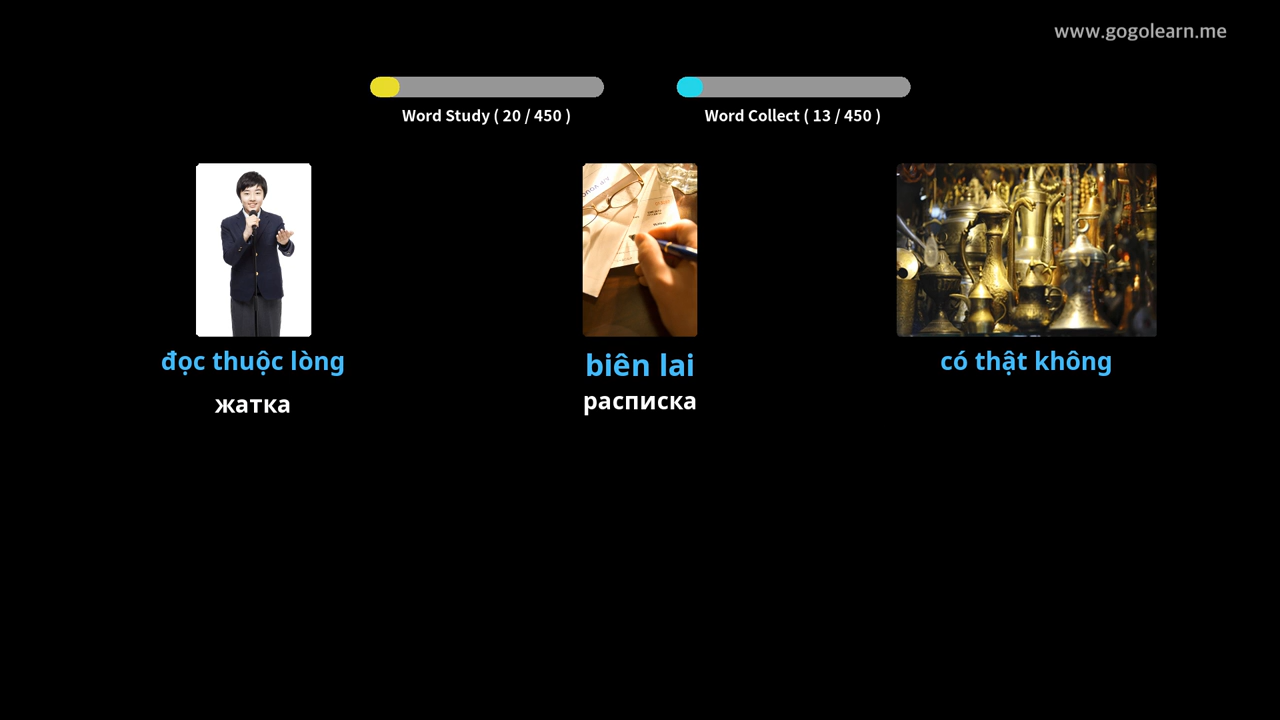 www.gogolearn.me
Word Study ( 20 / 450 )
Word Collect ( 13 / 450 )
đọc thuộc lòng
жатка
biên lai
расписка
có thật không